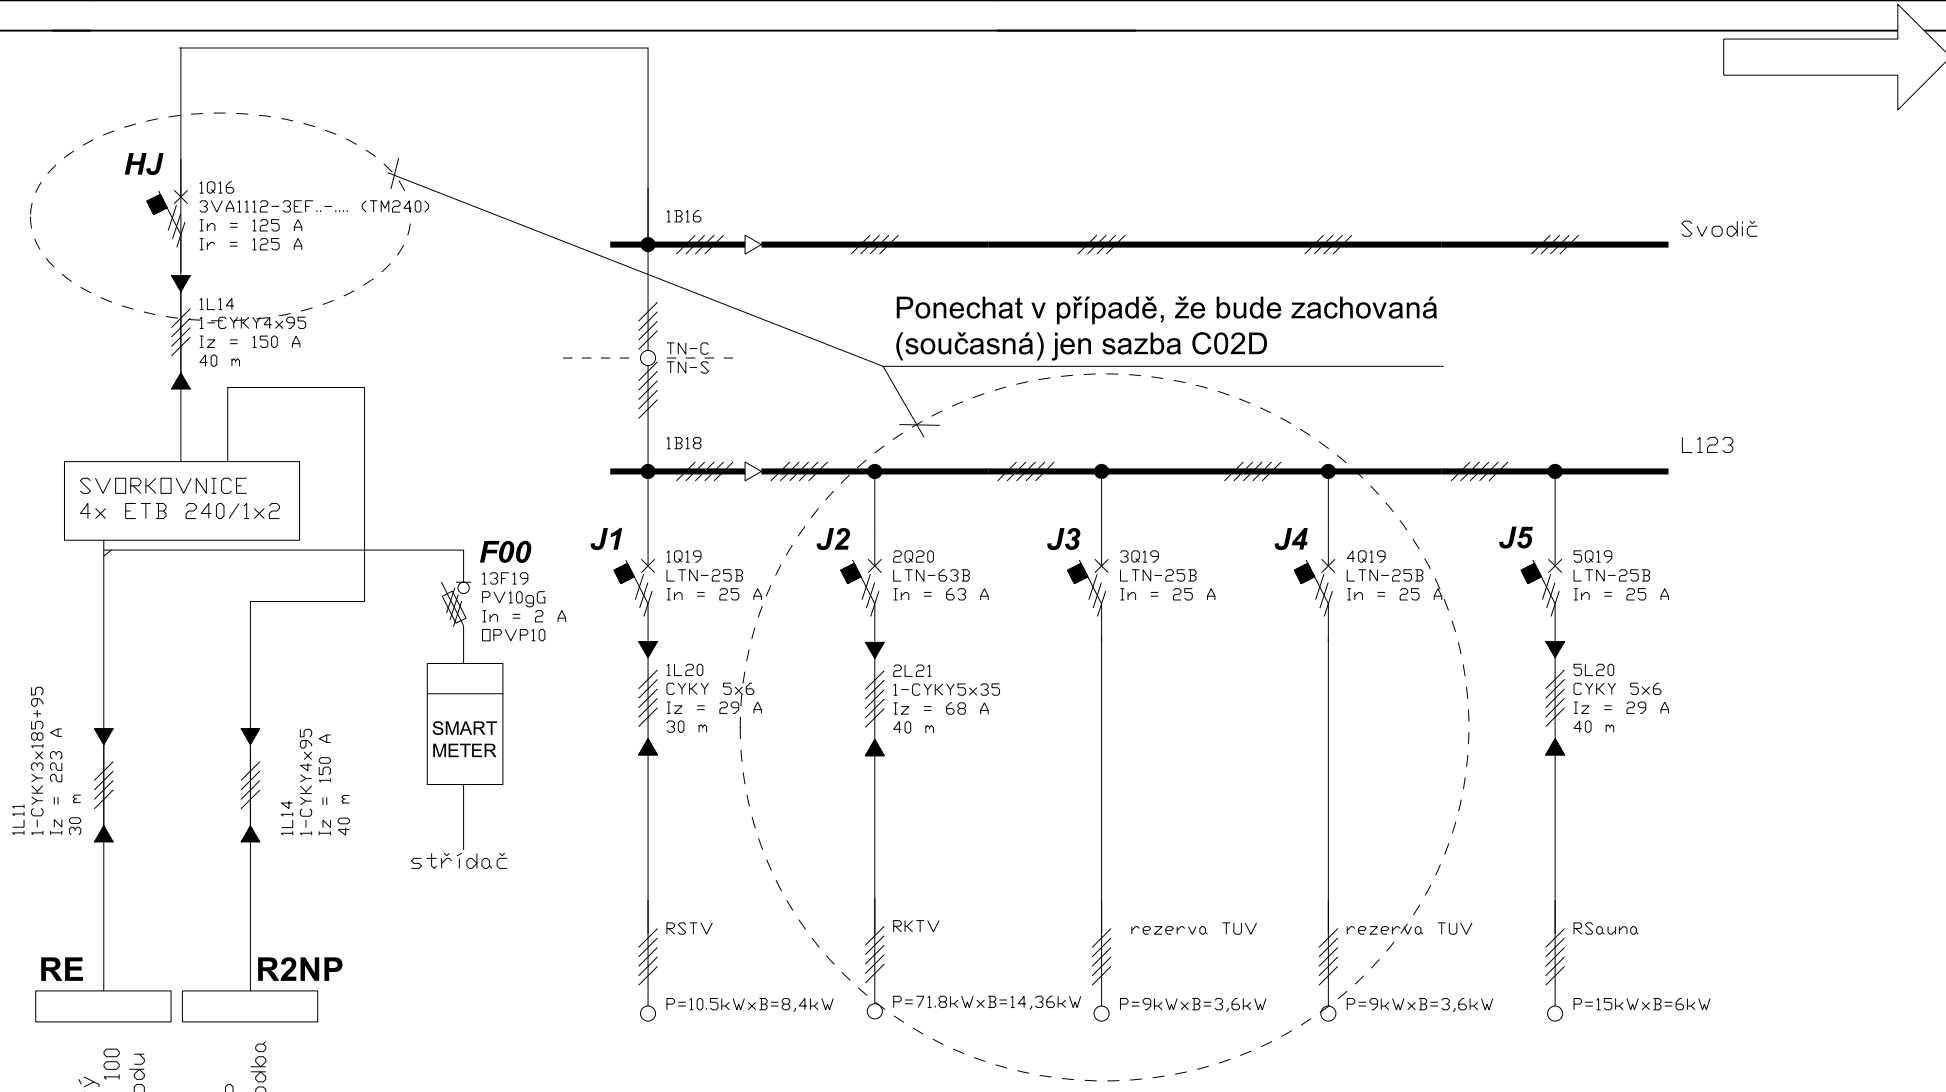 HJ
1Q16
3VA1112-3EF..-.... (TM240)
In = 125 A
Ir = 125 A
1L14
1-CYKY4x95
Iz = 150 A
40 m
1B16
Svodič
Ponechat v případě, že bude zachovaná
(současná) jen sazba C02D
TN-C
TN-S
1B18
L123
SVORKOVNICE
4x ETB 240/1x2
F00
13F19
PV10gG
In = 2 A
OPVP10
SMART
METER
střídač
J1
1Q19
LTN-25B
In = 25 A
1L20
CYKY 5x6
Iz = 29 A
30 m
RSTV
P=10.5kWxB=8,4kW
J2
2Q20
LTN-63B
In = 63 A
2L21
1-CYKY5x35
Iz = 68 A
40 m
RKTV
P=71.8kWxB=14,36kW
J3
3Q19
LTN-25B
In = 25 A
rezerva TUV
P=9kWxB=3,6kW
J4
4Q19
LTN-25B
In = 25 A
rezerva TUV
P=9kWxB=3,6kW
J5
5Q19
LTN-25B
In = 25 A
5L20
CYKY 5x6
Iz = 29 A
40 m
RSauna
P=15kWxB=6kW
1L11
1-CYKY3x185+95
Iz = 223 A
30 m
1L14
1-CYKY4x95
Iz = 150 A
40 m
RE
R2NP
100